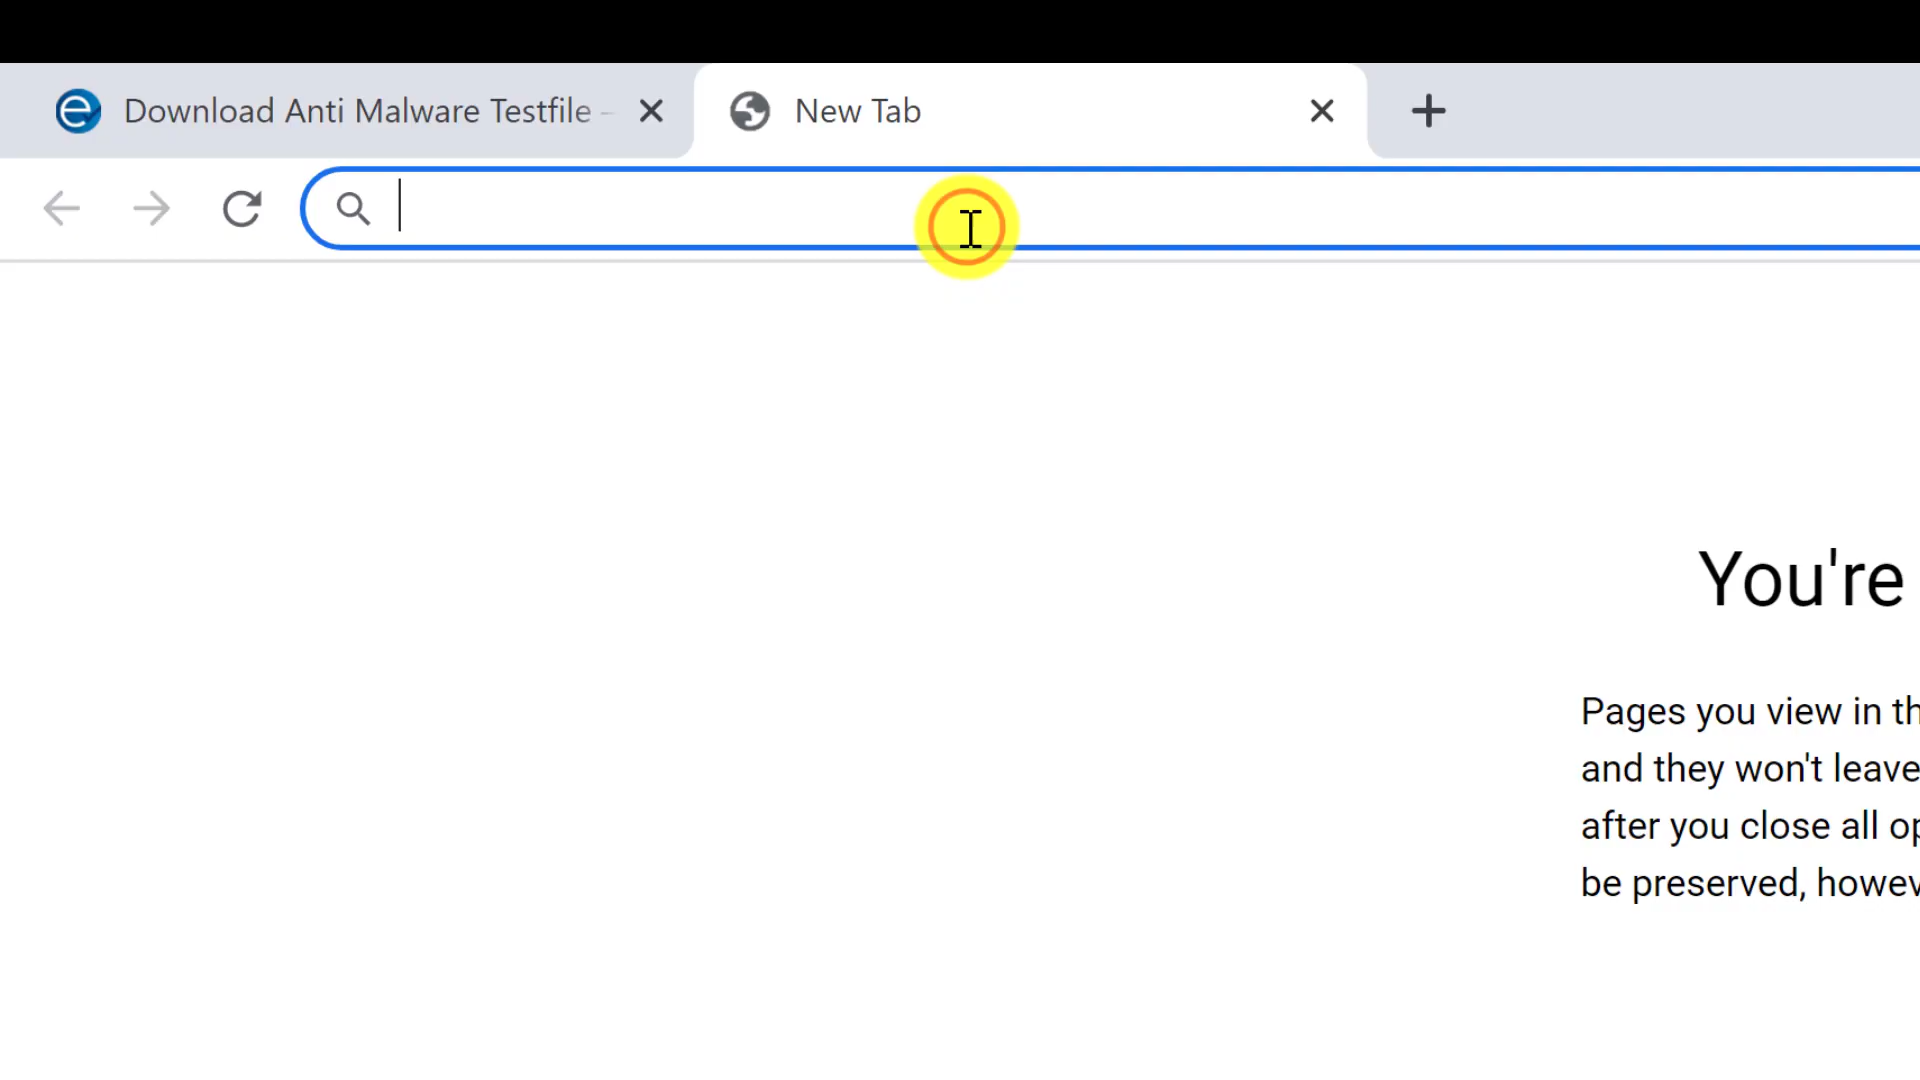 Download Anti Malware Testfile –
New Tab
You're
Pages you view in th
and they won't leave
after you close all op
be preserved, howev